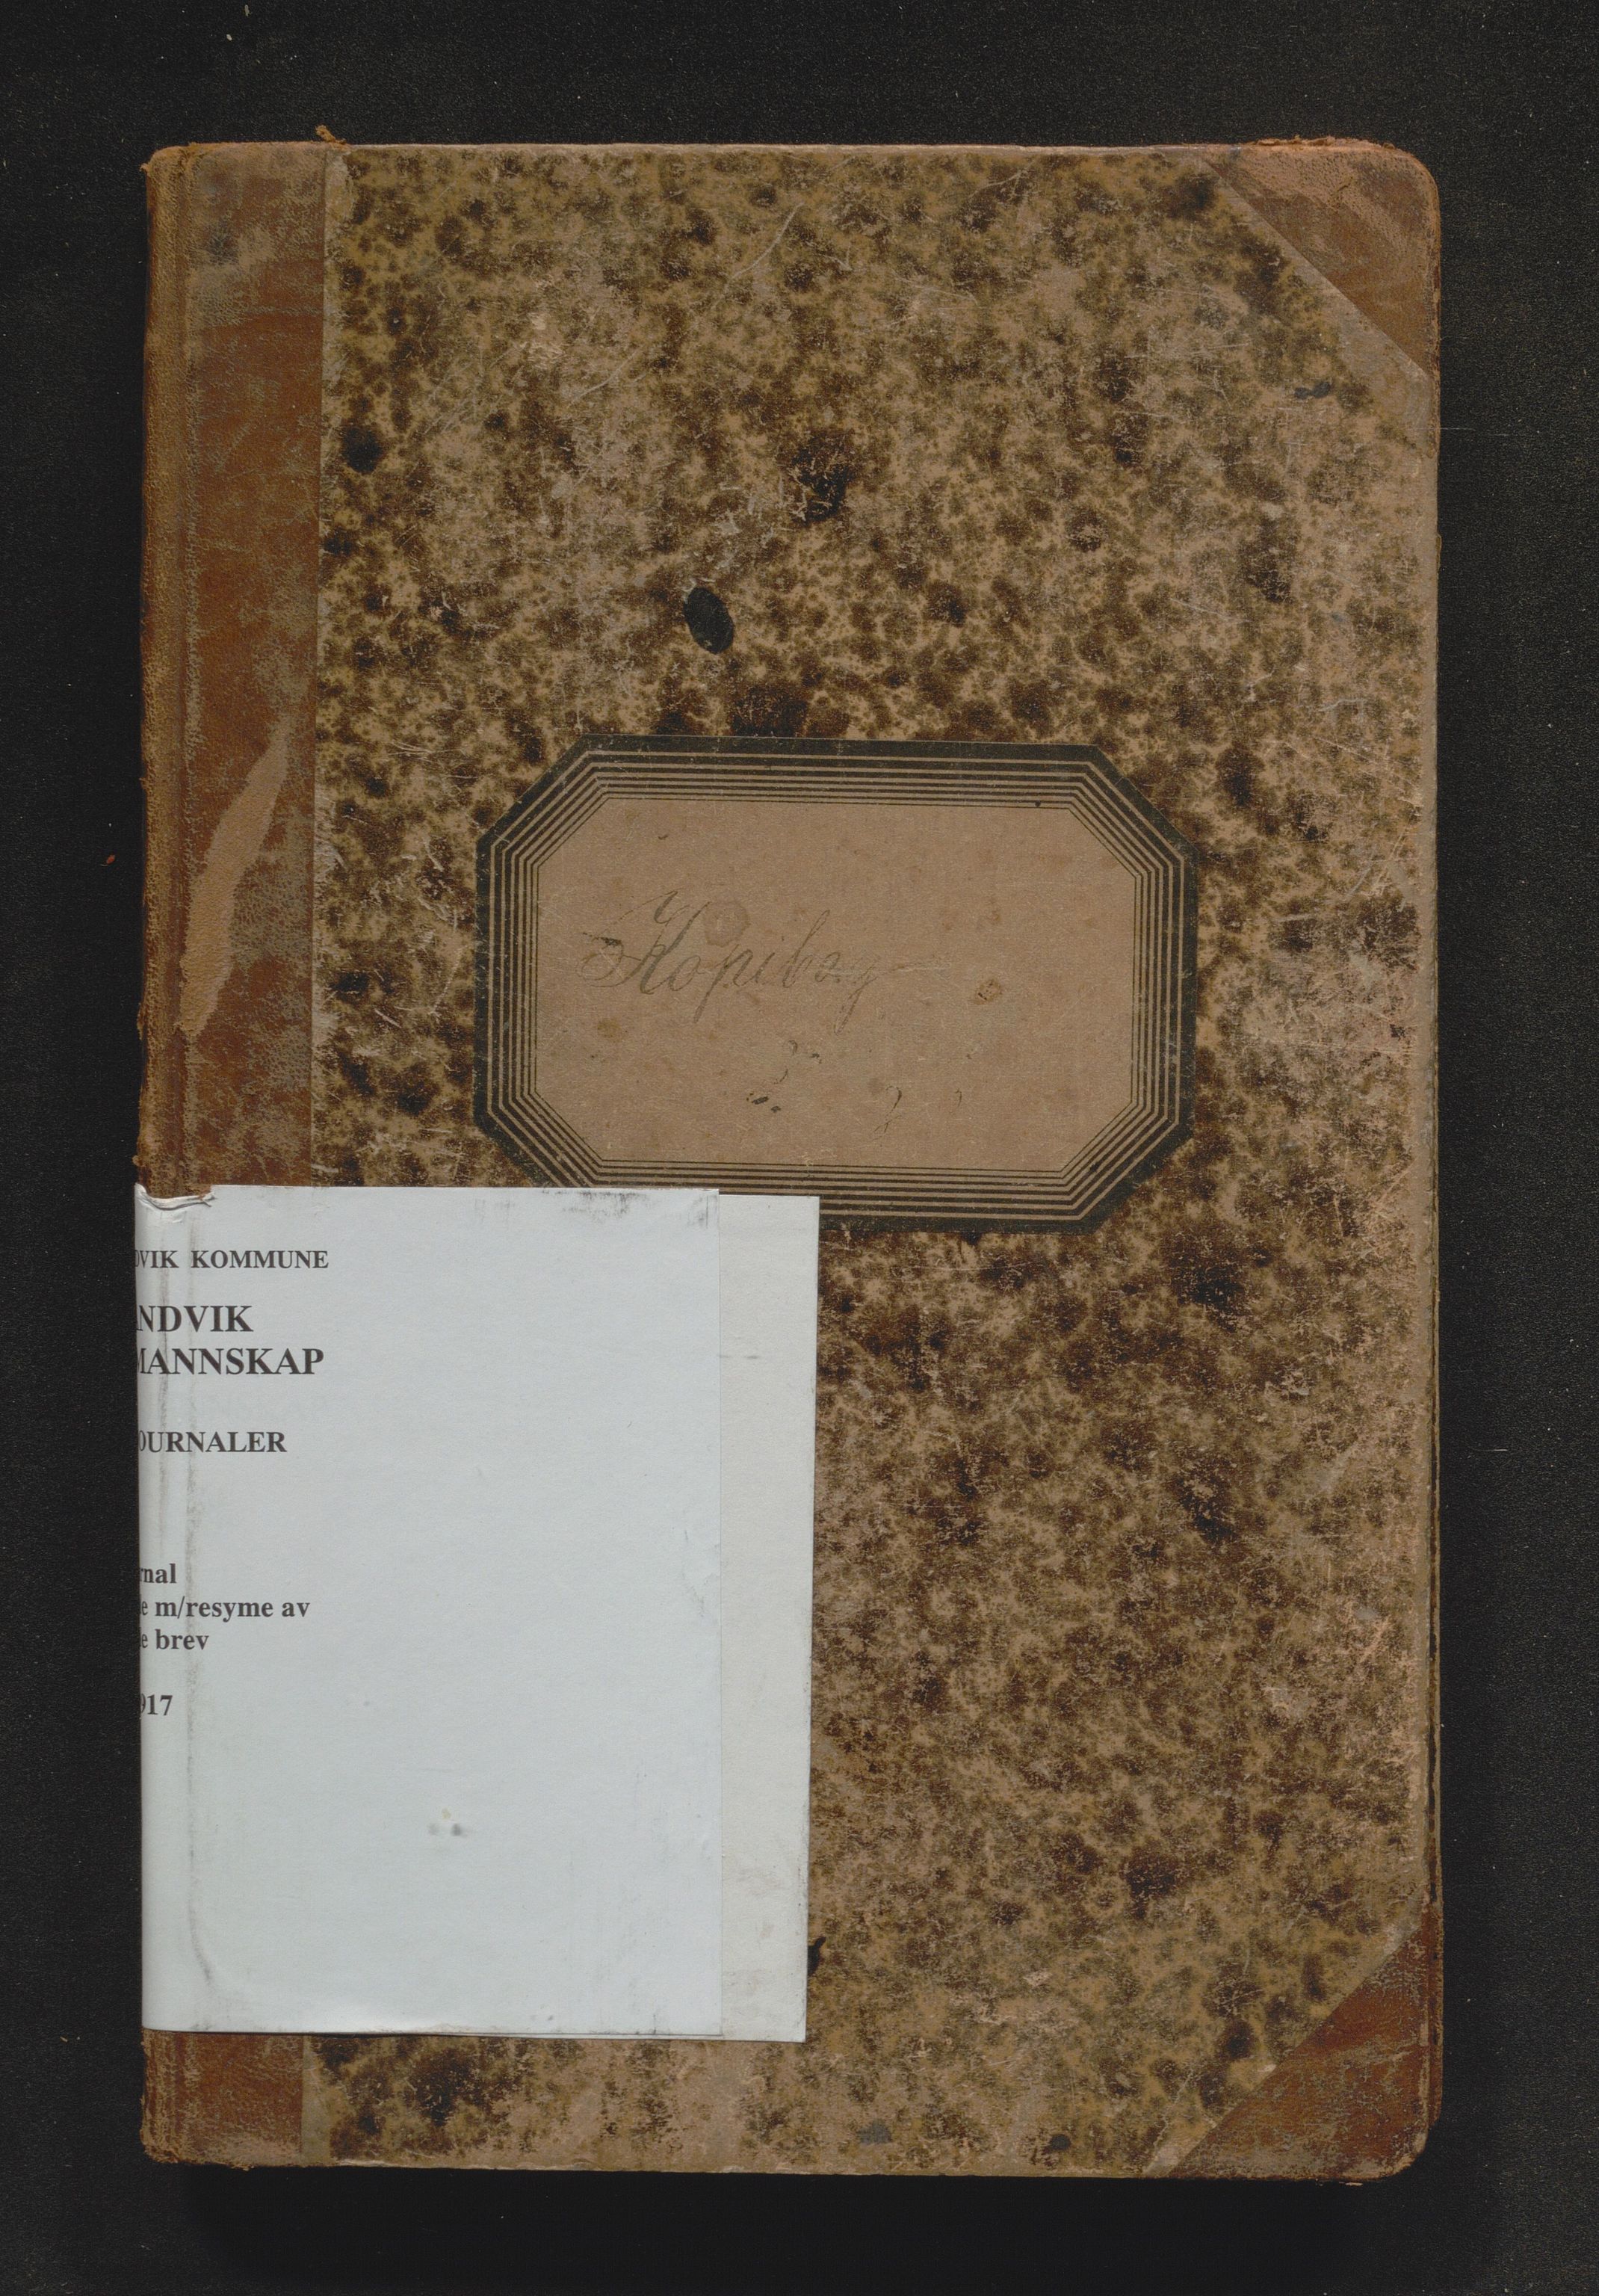 Kopibog
DVIK KOMMUNE
NDVIK
MANNSKAP
OURNALER
rnal
e m/resyme av
e brev
917